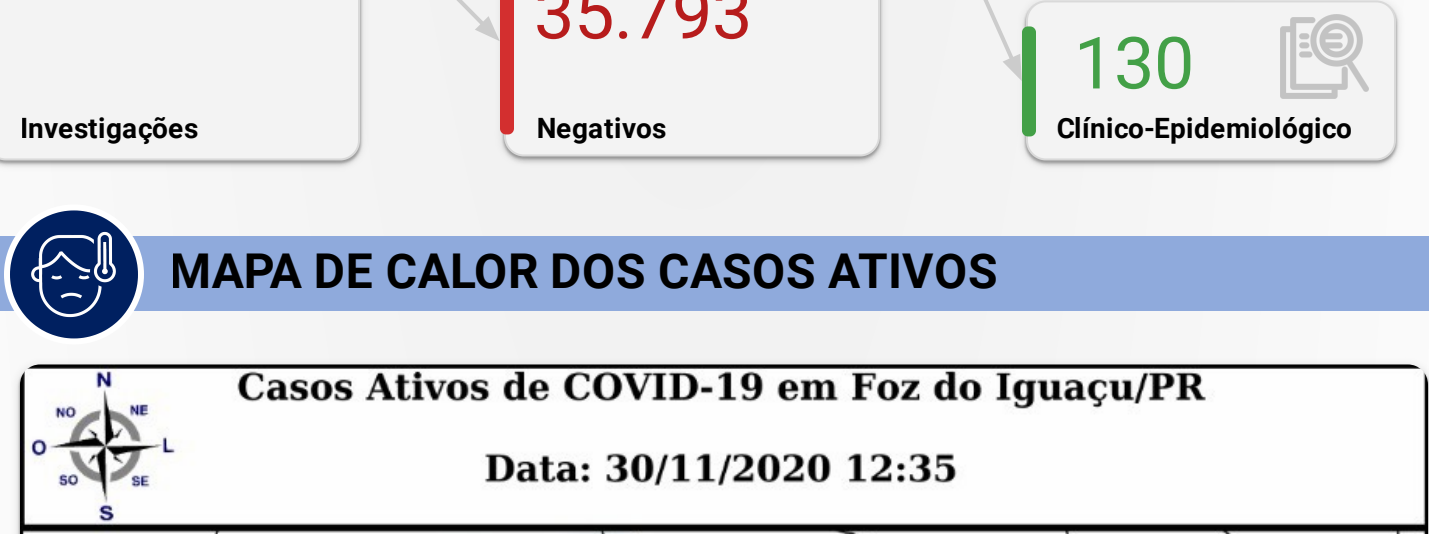 35.793
130
Investigações
Negativos
Clínico-Epidemiológico
MAPA DE CALOR DOS CASOS ATIVOS
N
Casos Ativos de COVID-19 em Foz do Iguaçu/PR
NO
NE
O
L
Data: 30/11/2020 12:35
SO
SE
S